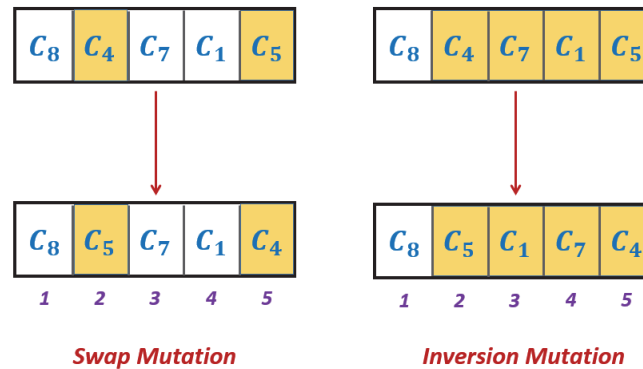 C₈ C₄ C₇ C₁ C₅
C₈ C₅ C₇ C₁ C₄
1 2 3 4 5
Swap Mutation
C₈ C₄ C₇ C₁ C₅
C₈ C₅ C₁ C₇ C₄
1 2 3 4 5
Inversion Mutation